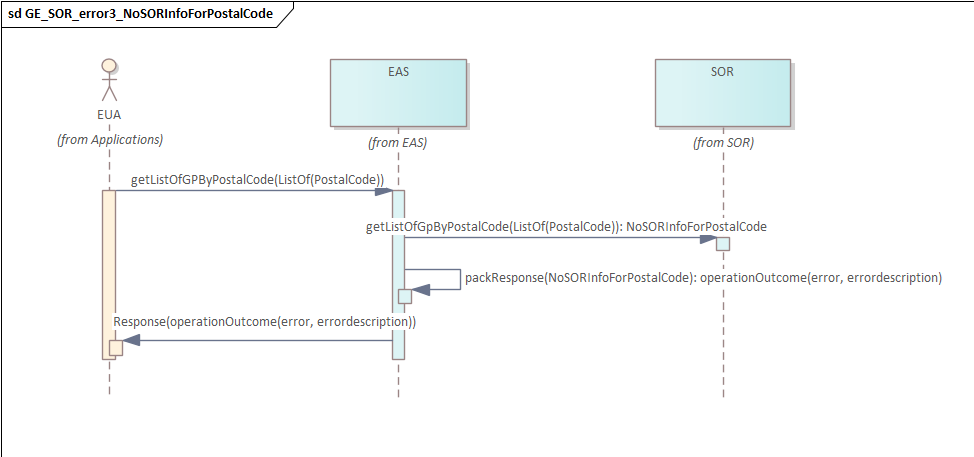 sd GE_SOR_error3_NoSORInfoForPostalCode
EAS
SOR
EUA
(from Applications)
(from EAS)
(from SOR)
getListOfGPByPostalCode(ListOf(PostalCode))
getListOfGpByPostalCode(ListOf(PostalCode)): NoSORInfoForPostalCode
packResponse(NoSORInfoForPostalCode): operationOutcome(error, errordescription)
Response(operationOutcome(error, errordescription))